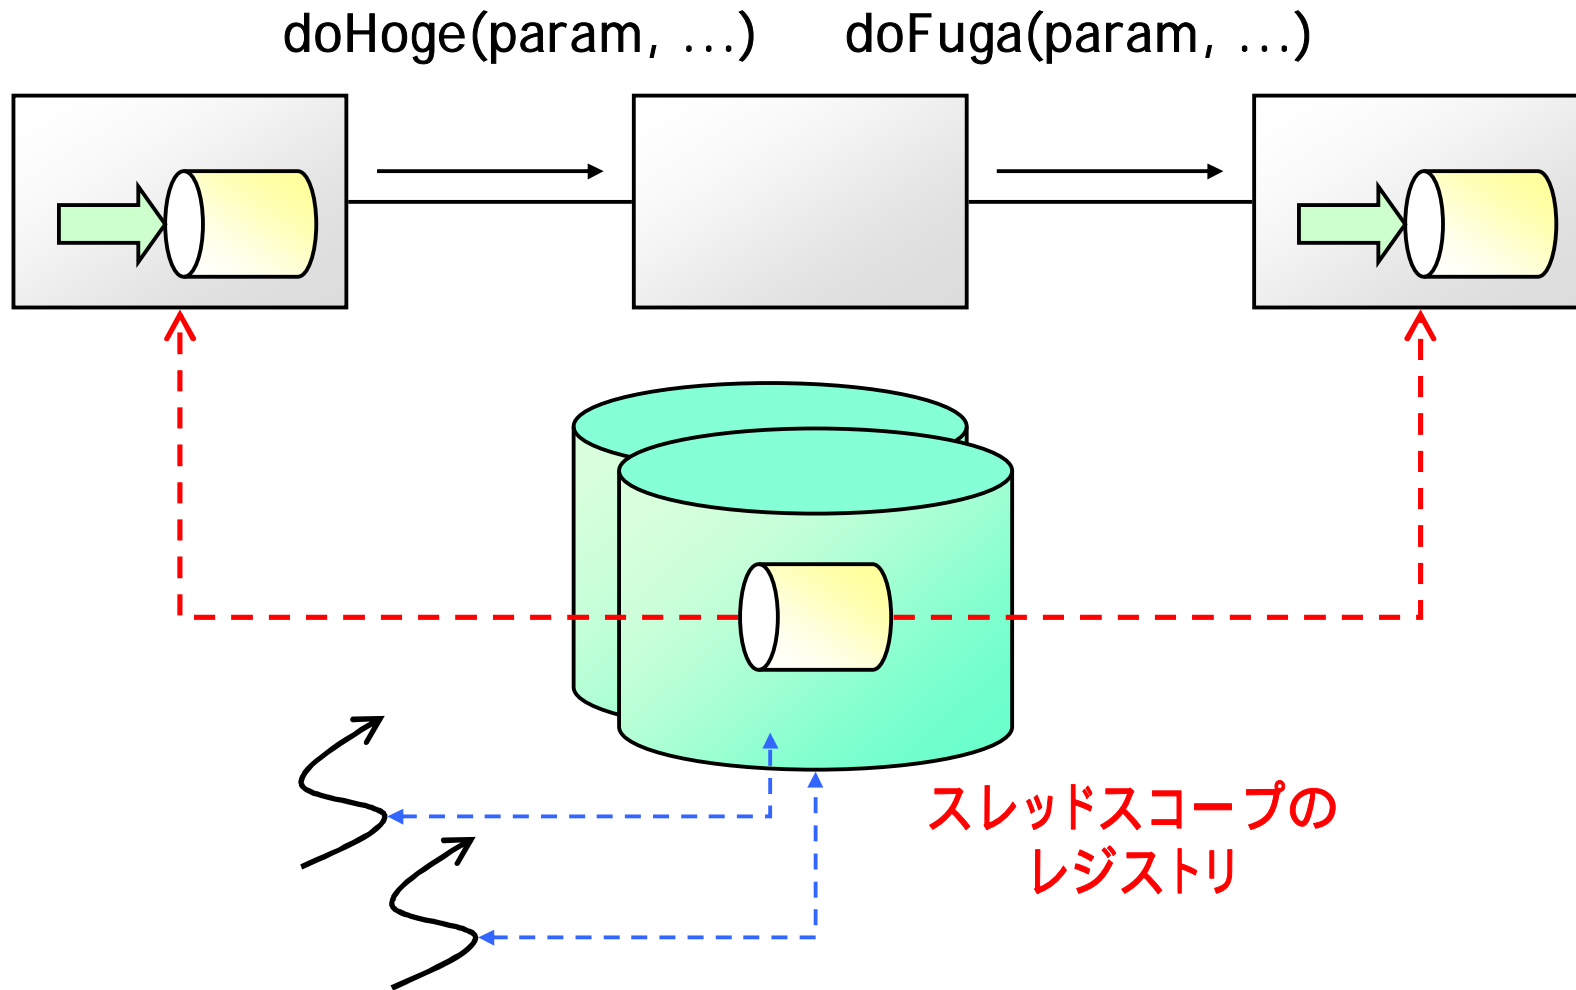 doHoge(param, ...)
doFuga(param, ...)
スレッドスコープの
レジストリ